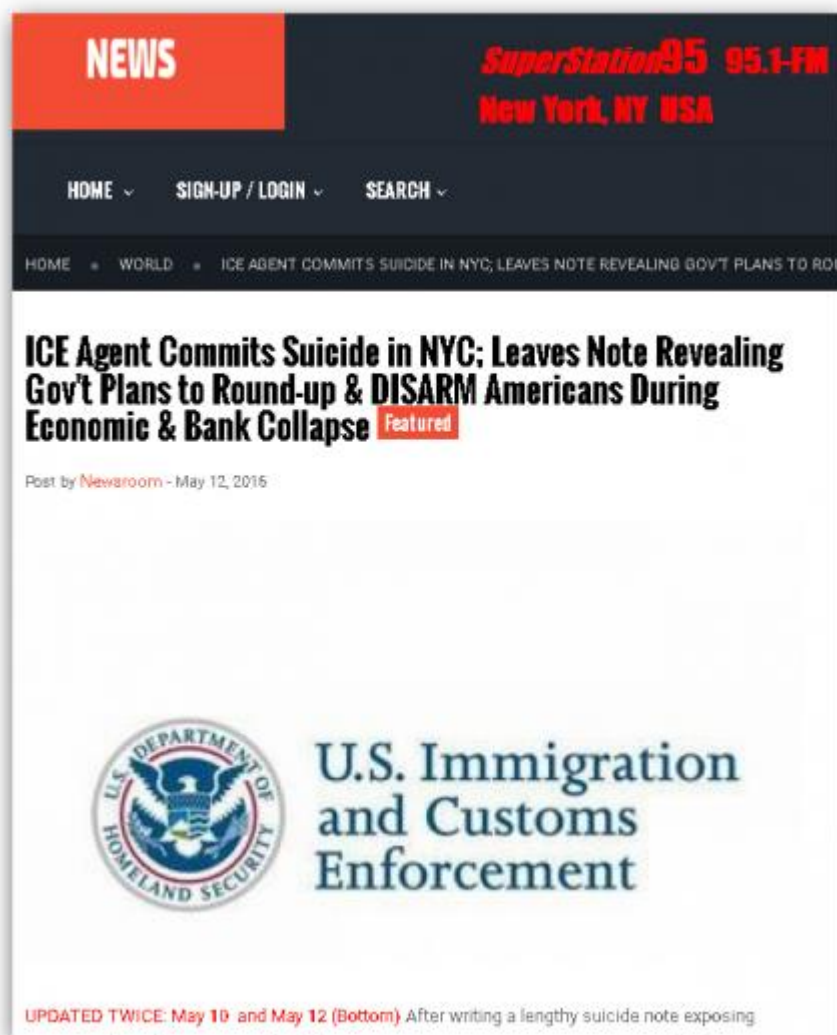 NEWS
SuperStation95 95.1-FM
New York, NY USA
HOME
SIGN-UP / LOGIN
SEARCH
HOME • WORLD • ICE AGENT COMMITS SUICIDE IN NYC; LEAVES NOTE REVEALING GOV'T PLANS TO
ICE Agent Commits Suicide in NYC; Leaves Note Revealing
Gov't Plans to Round-up & DISARM Americans During
Economic & Bank Collapse Featured
Post by Newsroom - May 12, 2016
U.S. DEPARTMENT OF
HOMELAND SECURITY
U.S. Immigration
and Customs
Enforcement
UPDATED TWICE: May 10 and May 12 (Bottom) After writing a lengthy suicide note exposing